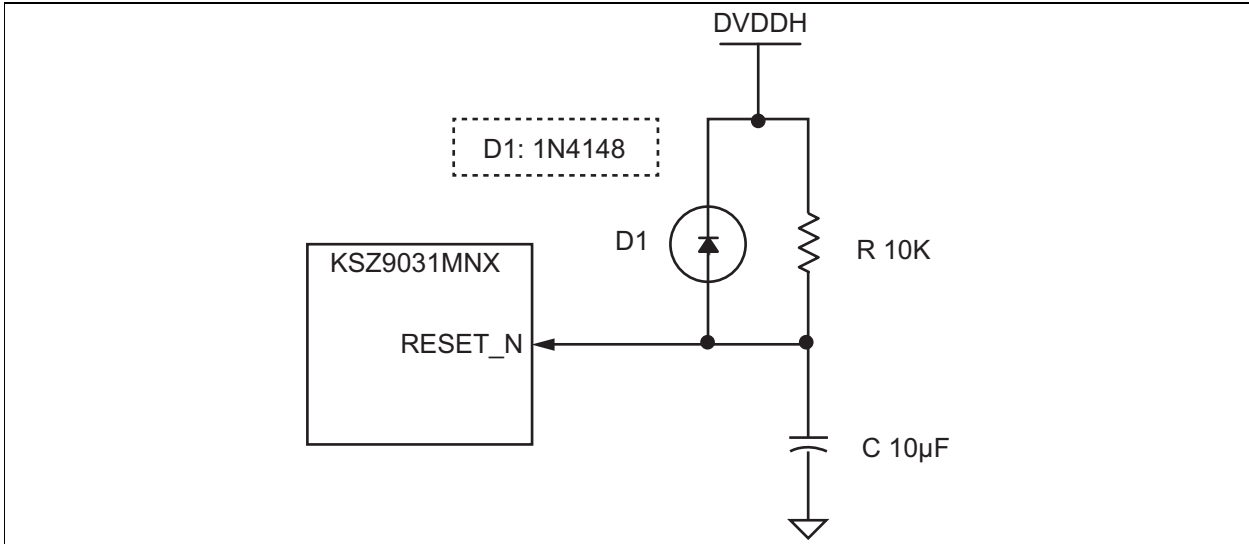 DVDDH
D1: 1N4148
D1
R 10K
KSZ9031MNX
RESET_N
C 10µF